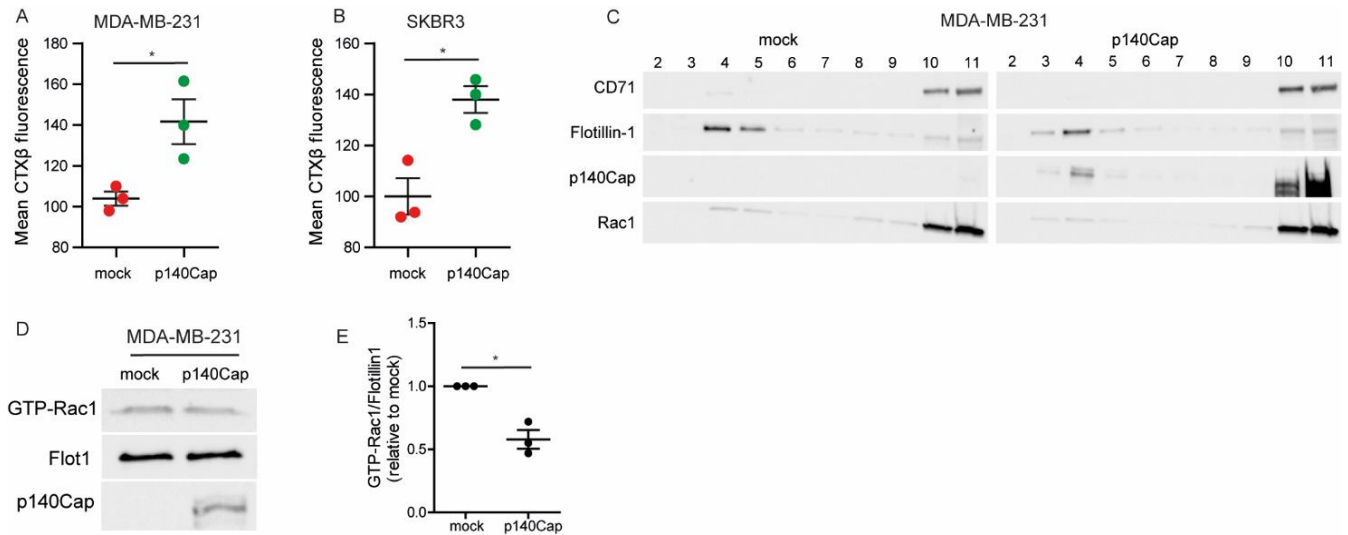 A
MDA-MB-231
Mean CTXβ fluorescence
180
160
140
120
100
80
*
mock
p140Cap
B
SKBR3
Mean CTXβ fluorescence
160
140
120
100
80
*
mock
p140Cap
C
MDA-MB-231
mock
p140Cap
2 3 4 5 6 7 8 9 10 11
2 3 4 5 6 7 8 9 10 11
CD71
Flotillin-1
p140Cap
Rac1
D
MDA-MB-231
mock p140Cap
GTP-Rac1
Flot1
p140Cap
E
GTP-Rac1/Flotillin1
(relative to mock)
1.5
1.0
0.5
0.0
*
mock
p140Cap